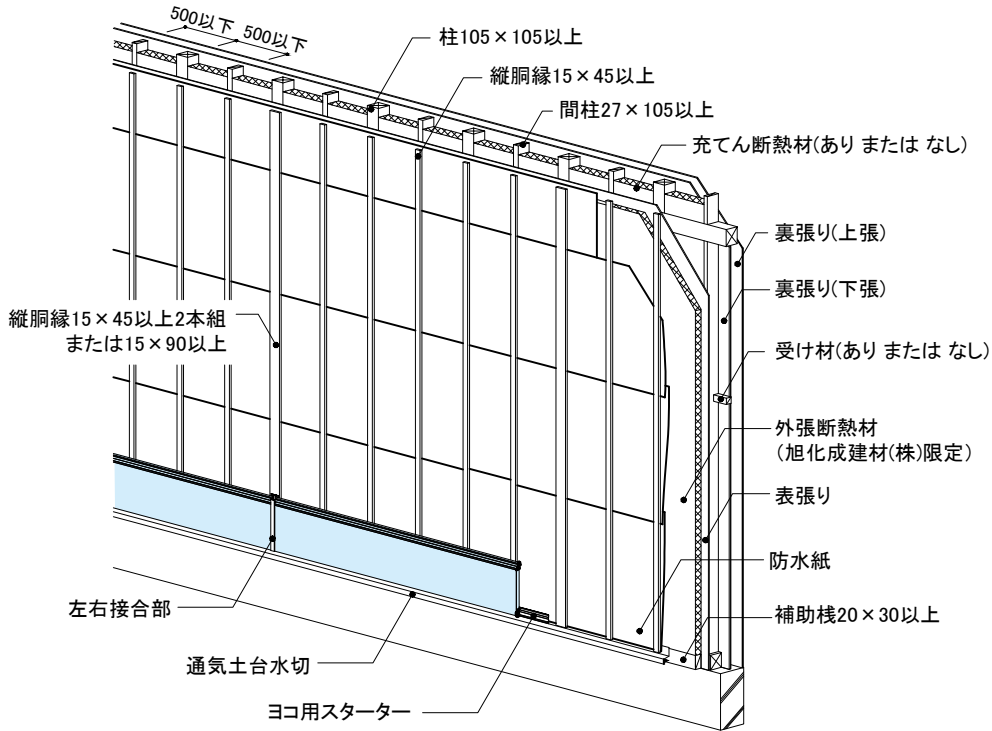 500以下
500以下
柱105×105以上
縦胴縁15×45以上
間柱27×105以上
充てん断熱材(あり または なし)
裏張り(上張)
裏張り(下張)
受け材(あり または なし)
縦胴縁15×45以上2本組
または15×90以上
外張断熱材
(旭化成建材(株)限定)
表張り
防水紙
補助桟20×30以上
左右接合部
通気土台水切
ヨコ用スターター